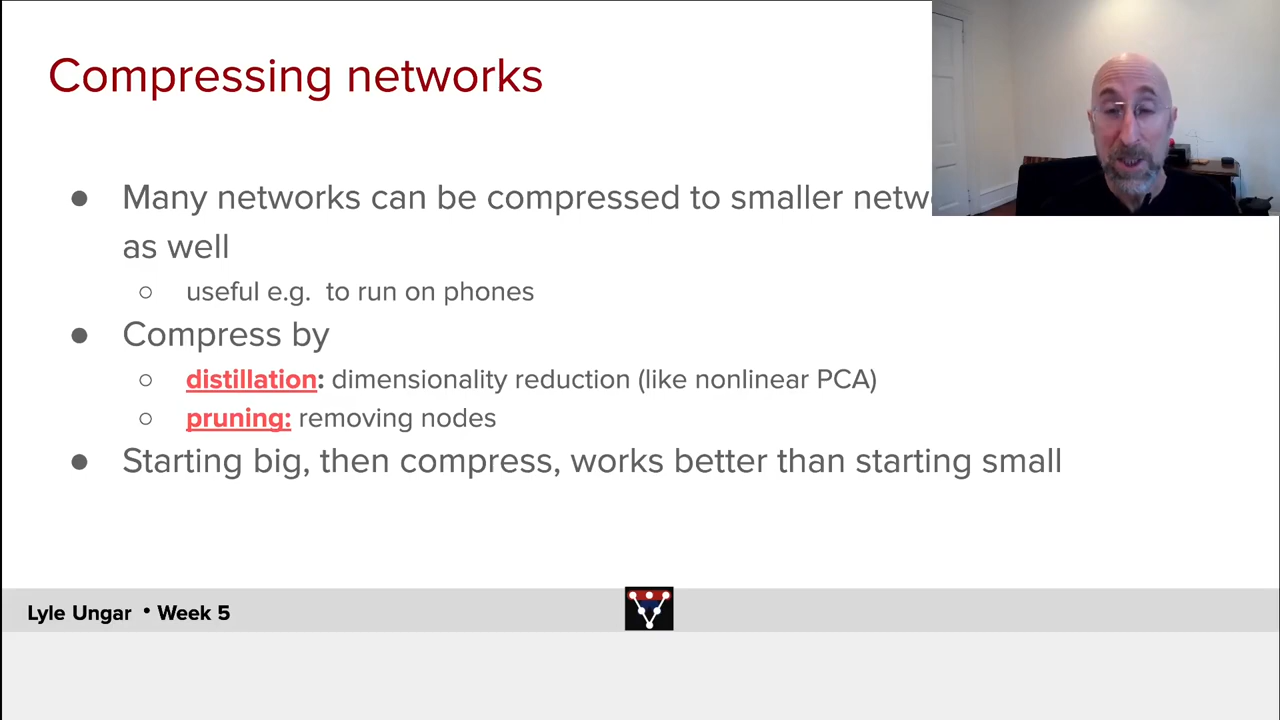 Compressing networks
● Many networks can be compressed to smaller
as well
○ useful e.g. to run on phones
● Compress by
○ distillation: dimensionality reduction (like nonlinear PCA)
○ pruning: removing nodes
● Starting big, then compress, works better than starting small
Lyle Ungar • Week 5